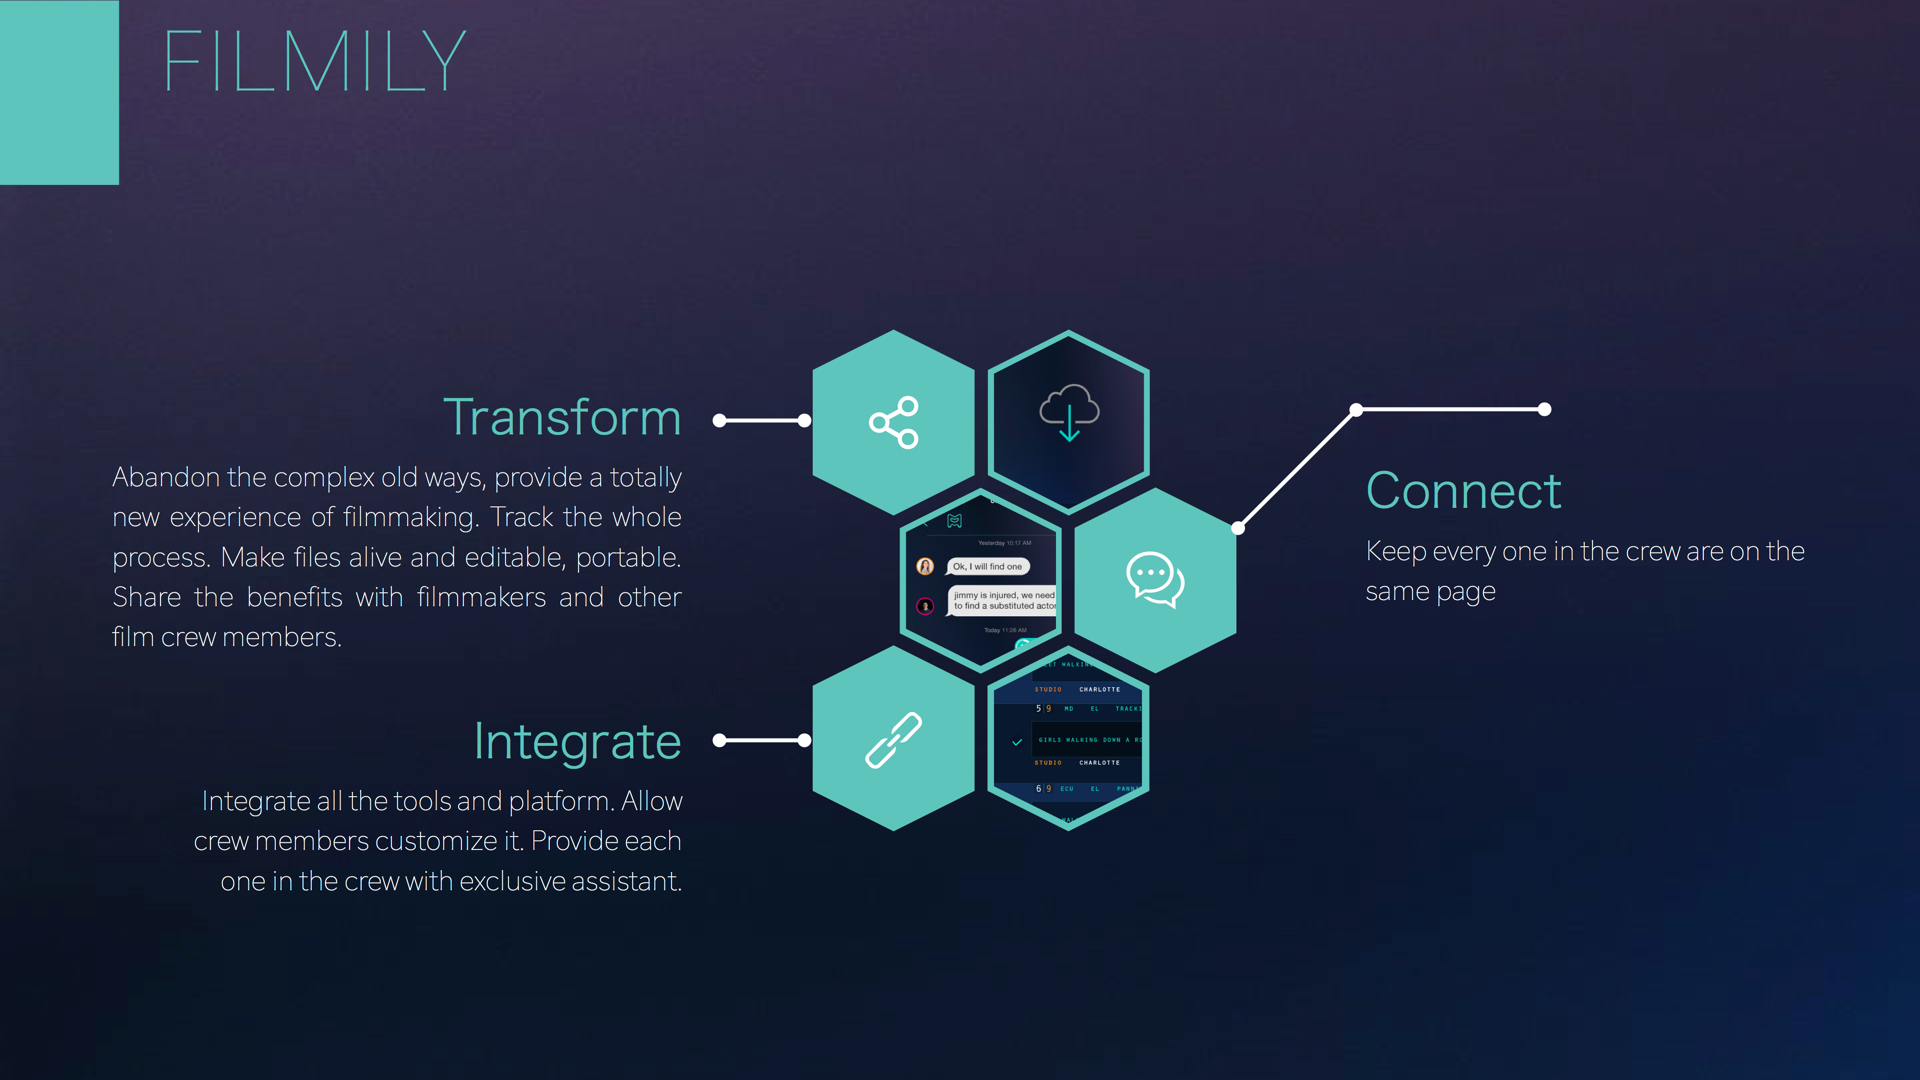 FILMILY
Transform
Abandon the complex old ways, provide a totally
new experience of filmmaking. Track the whole
process. Make files alive and editable, portable.
Share the benefits with filmmakers and other
film crew members.
Integrate
Integrate all the tools and platform. Allow
crew members customize it. Provide each
one in the crew with exclusive assistant.
Yesterday 10:17 AM
Ok, I will find one
jimmy is injured, we need
to find a substituted actor
Today 11:28 AM
STUDIO CHARLOTTE
5 9 MD EL TRACKI
GIRLS WALKING DOWN A RO
STUDIO CHARLOTTE
6 9 ECU EL PANN
Connect
Keep every one in the crew are on the
same page